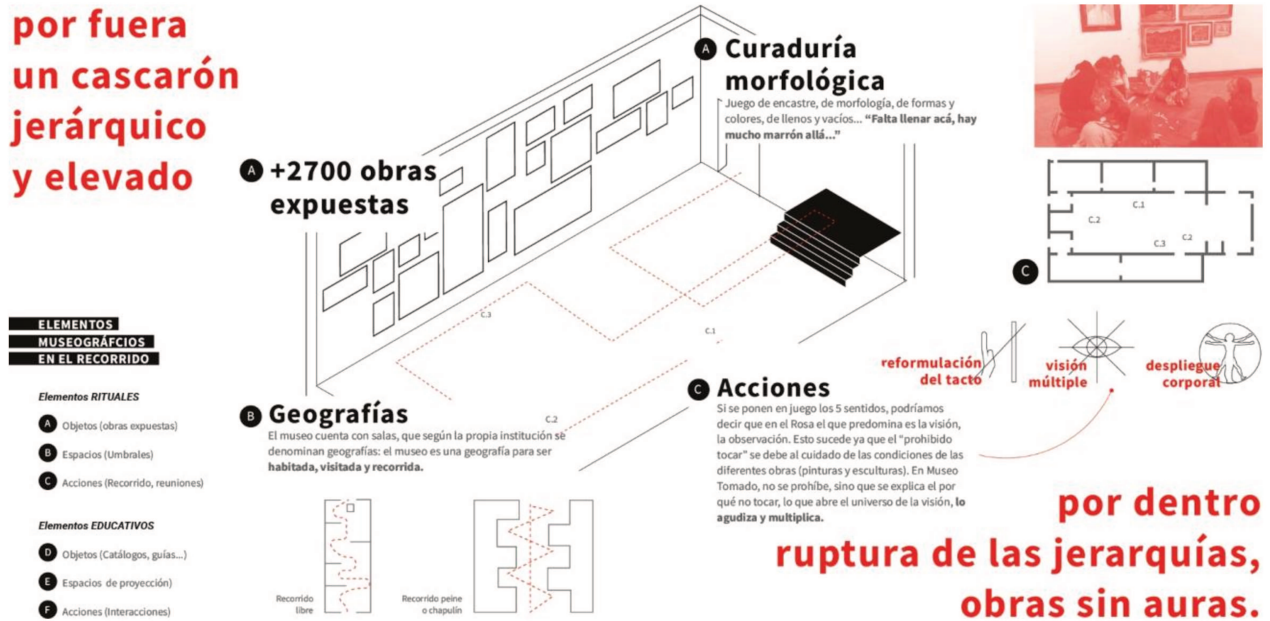 por fuera
un cascarón
jerárquico
y elevado
A +2700 obras
expuestas
A Curaduría
morfológica
Juego de encastre, de morfología, de formas y
colores, de llenos y vacíos... "Falta llenar acá, hay
mucho marrón allá..."
C.1
C.2
C.3
C.2
C
C.3
C.1
C.2
ELEMENTOS
MUSEOGRÁFCIOS
EN EL RECORRIDO
Elementos RITUALES
A Objetos (obras expuestas)
B Espacios (Umbrales)
C Acciones (Recorrido, reuniones)
Elementos EDUCATIVOS
D Objetos (Catálogos, guías...)
E Espacios de proyección)
F Acciones (Interacciones)
B Geografías
El museo cuenta con salas, que según la propia institución se
denominan geografías: el museo es una geografía para ser
habitada, visitada y recorrida.
Recorrido
libre
Recorrido peine
o chapulín
reformulación
del tacto
visión
múltiple
despliegue
corporal
C Acciones
Si se ponen en juego los 5 sentidos, podríamos
decir que en el Rosa el que predomina es la visión,
la observación. Esto sucede ya que el "prohibido
tocar" se debe al cuidado de las condiciones de las
diferentes obras (pinturas y esculturas). En Museo
Tomado, no se prohíbe, sino que se explica el por
qué no tocar, lo que abre el universo de la visión, lo
agudiza y multiplica.
por dentro
ruptura de las jerarquías,
obras sin auras.